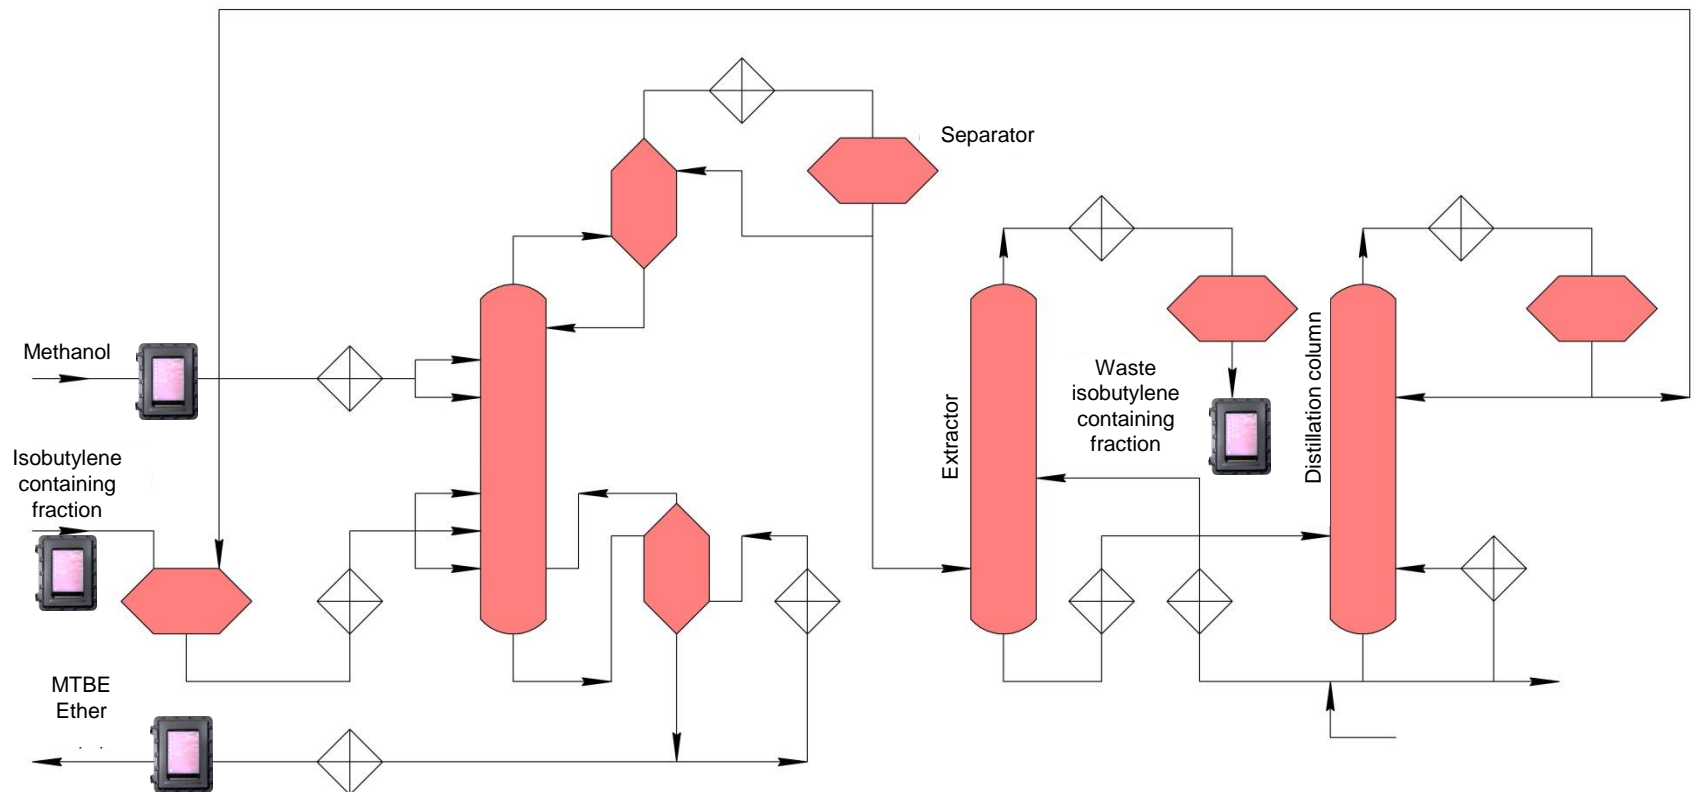 Separator
Methanol
Isobutylene
containing
fraction
MTBE
Ether
Extractor
Waste
isobutylene
containing
fraction
Distillation column